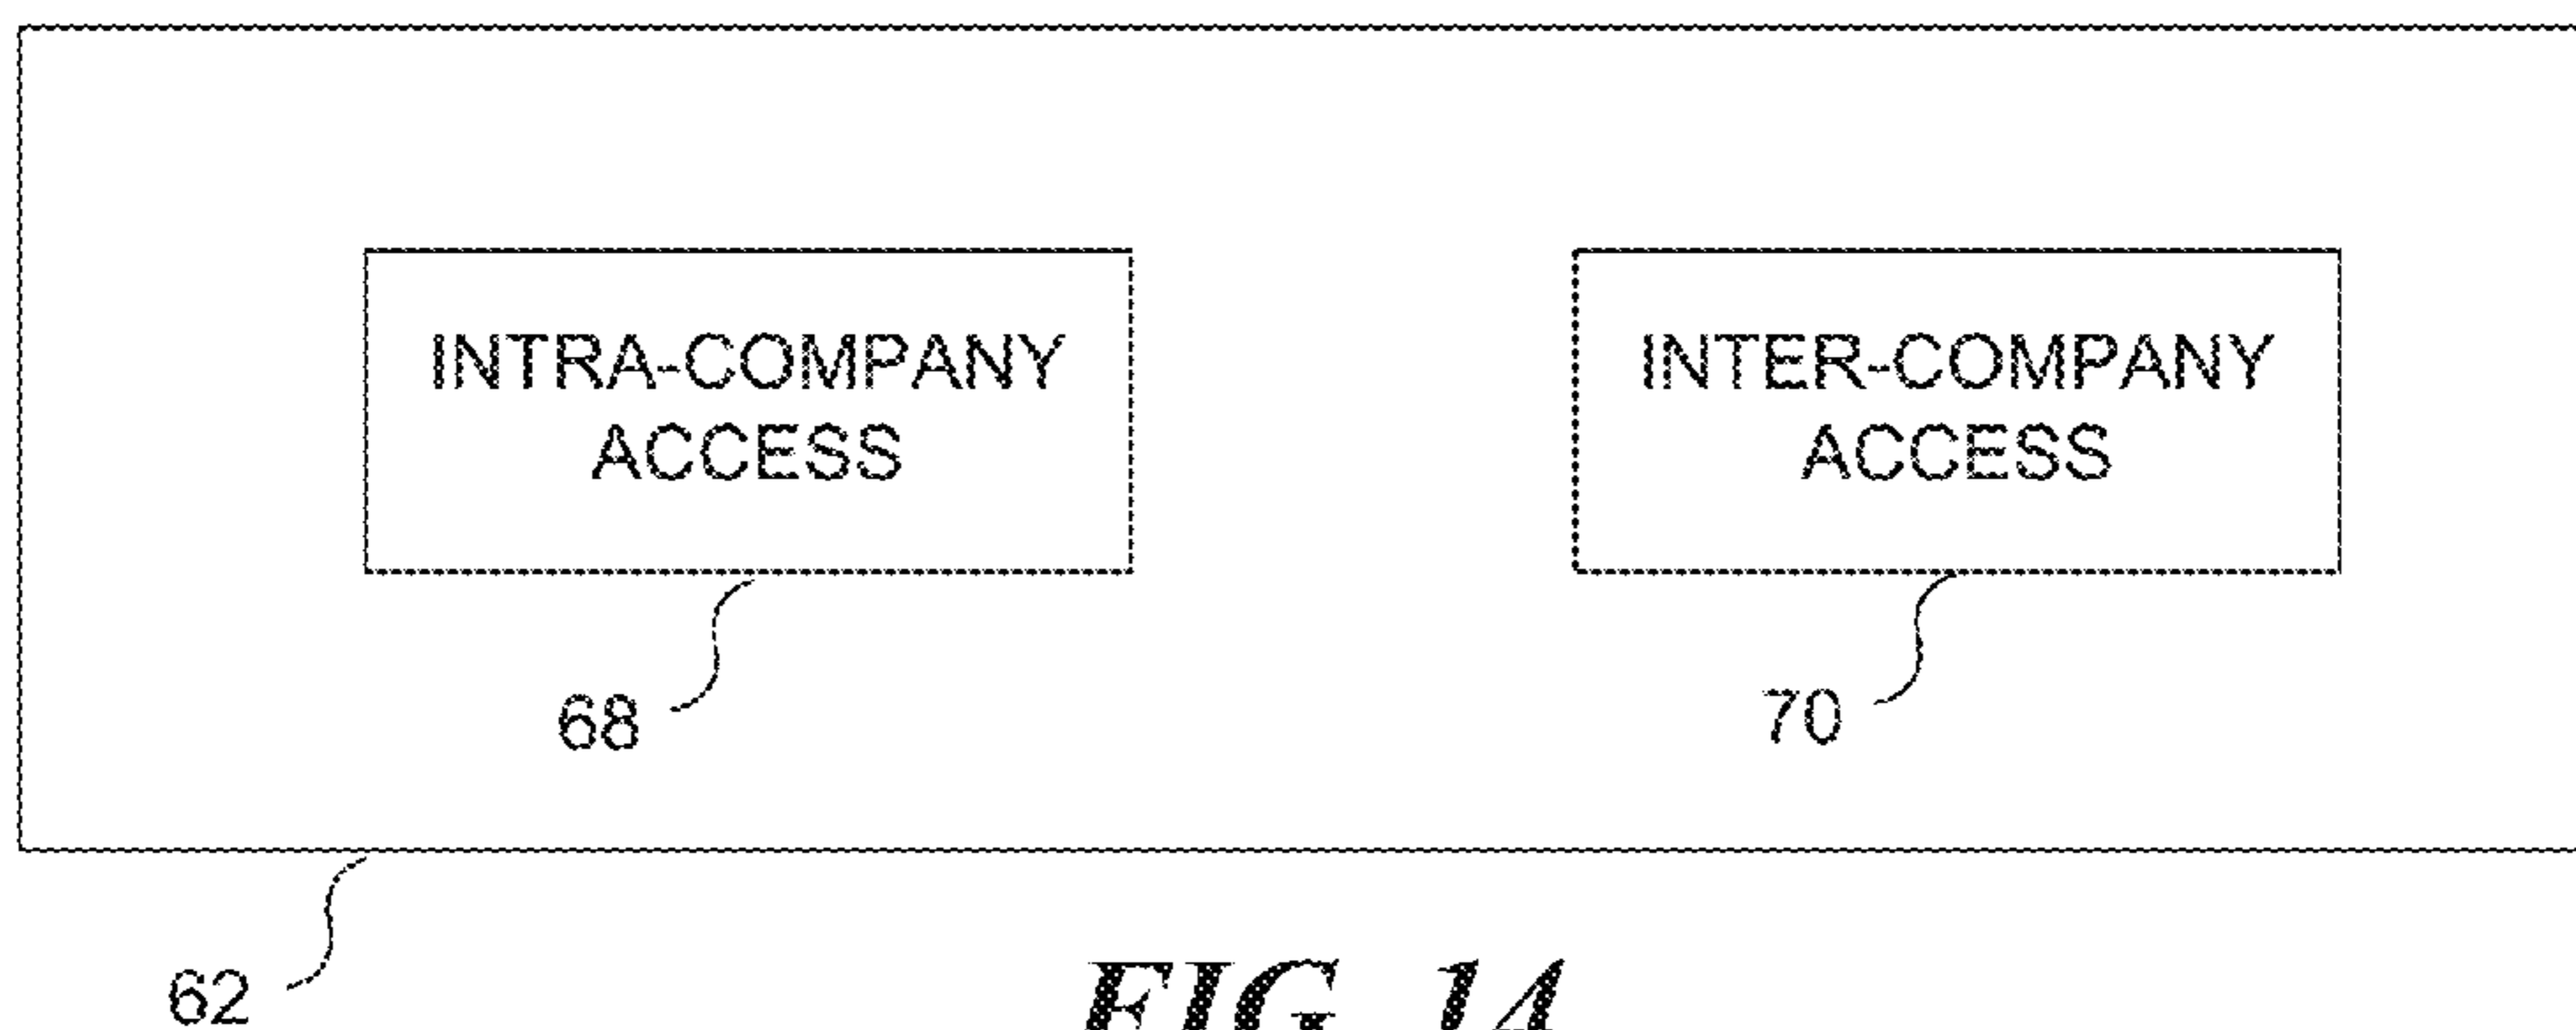 INTRA-COMPANY
ACCESS
INTER-COMPANY
ACCESS
68
70
62
FIG. 14